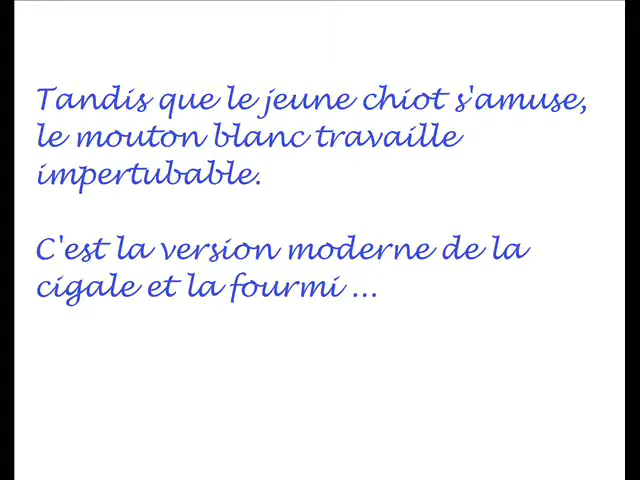 Tandis que le jeune chiot s'amuse,
le mouton blanc travaille
impertubable.
C'est la version moderne de la
cigale et la fourmi ...